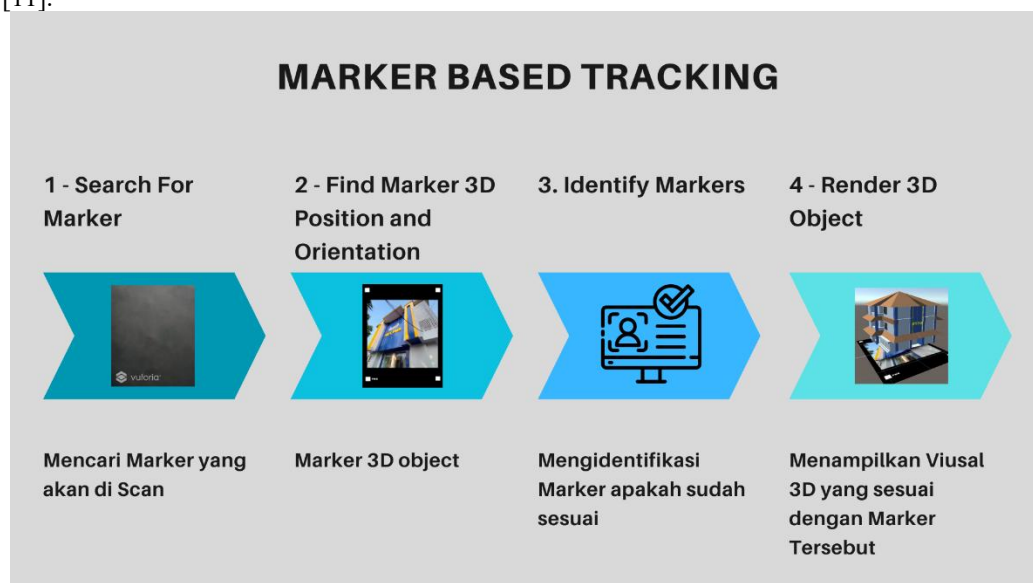 [11].
MARKER BASED TRACKING
1 - Search For
Marker
2 - Find Marker 3D
Position and
Orientation
3. Identify Markers
4 - Render 3D
Object
vuforia
Mencari Marker yang
akan di Scan
Marker 3D object
Mengidentifikasi
Marker apakah sudah
sesuai
Menampilkan Viusal
3D yang sesuai
dengan Marker
Tersebut